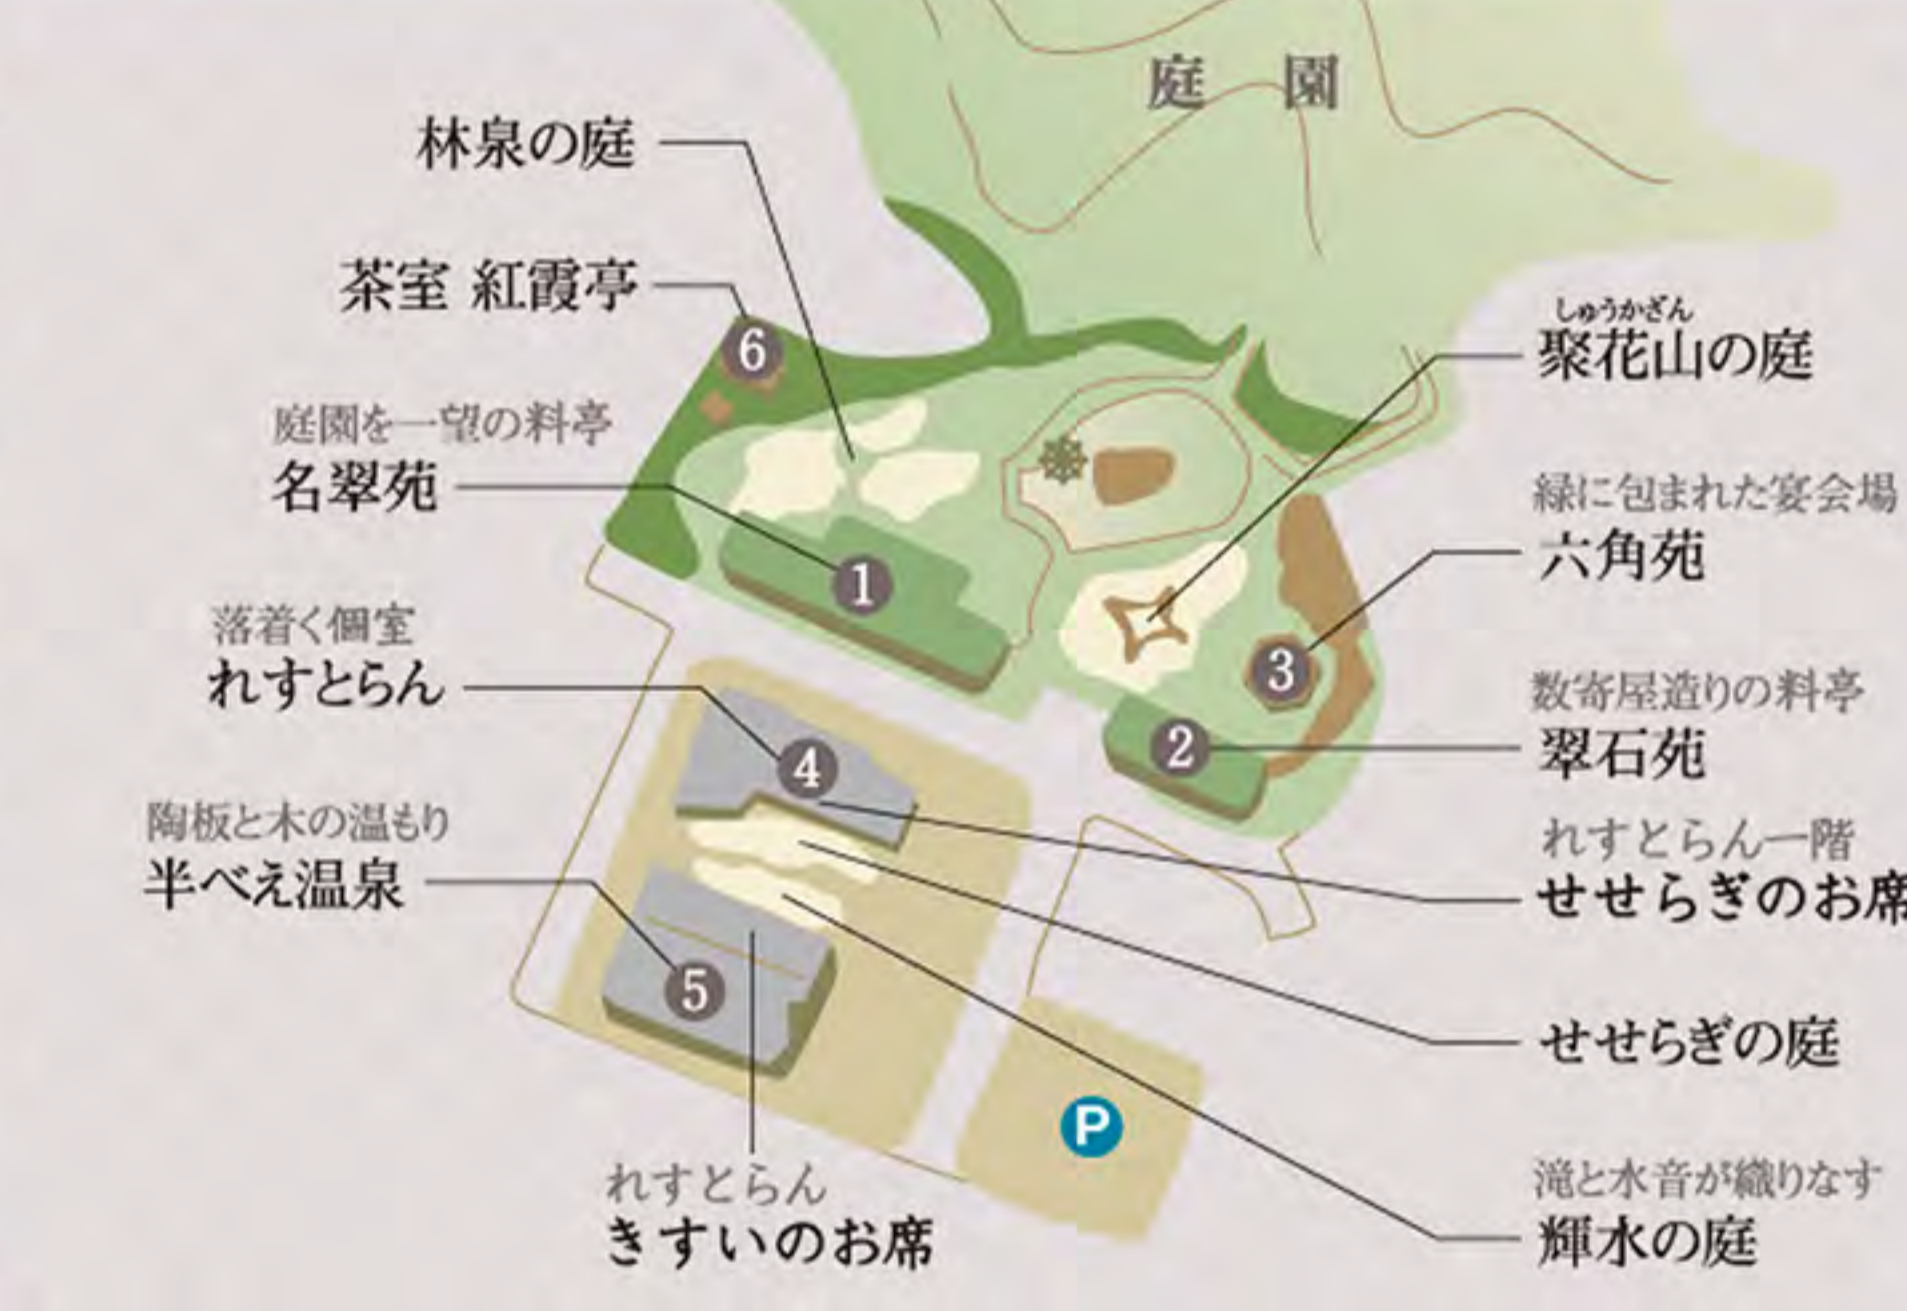 庭園
林泉の庭
茶室 紅霞亭
6
庭園を一望の料亭
名翠苑
1
落着く個室
れすとらん
4
陶板と木の温もり
半べえ温泉
5
れすとらん
きすいのお席
しゅうかざん
聚花山の庭
緑に包まれた宴会場
六角苑
3
数寄屋造りの料亭
翠石苑
2
れすとらん一階
せせらぎのお席
せせらぎの庭
滝と水音が織りなす
輝水の庭
P